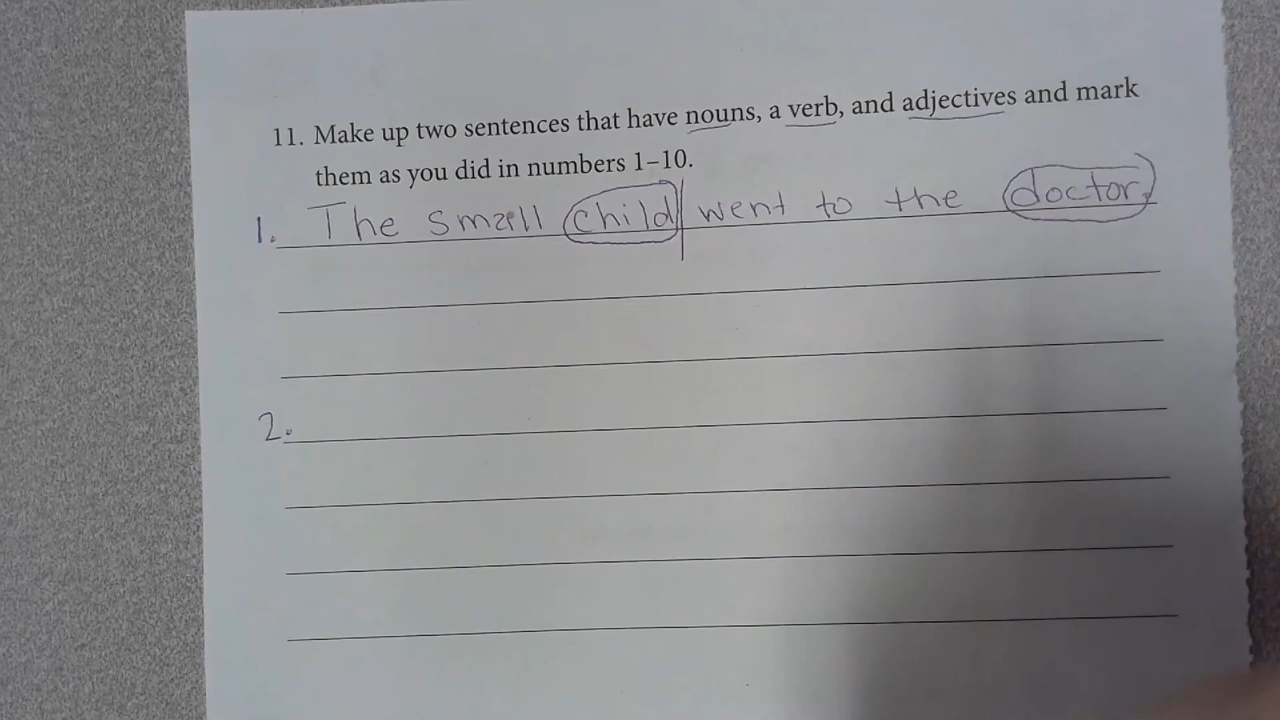 11. Make up two sentences that have nouns, a verb, and adjectives and mark
them as you did in numbers 1–10.
1. The small child went to the doctor.
2.